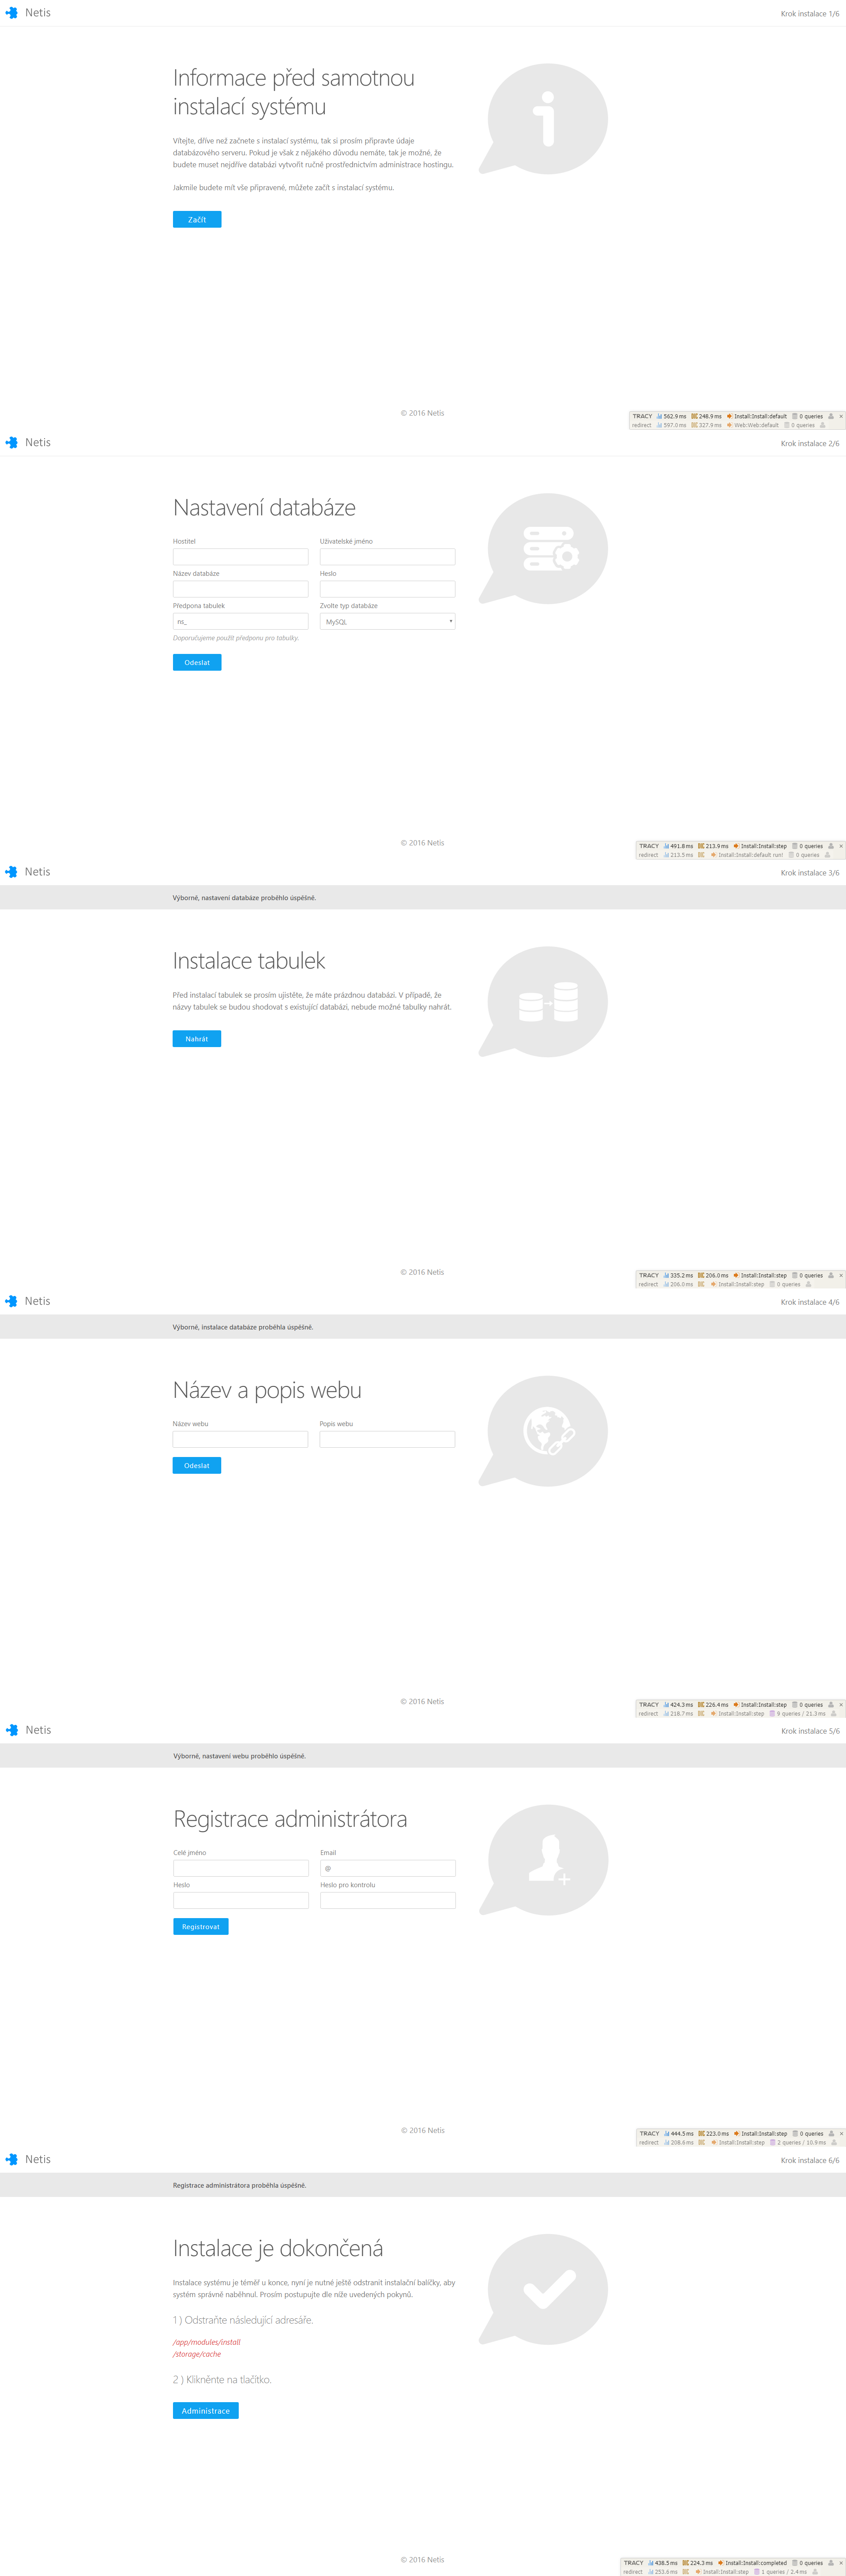 Netis
Krok instalace 1/6
Informace před samotnou
instalací systému
Vítejte, dříve než začnete s instalací systému, tak si prosím připravte údaje
databázového serveru. Pokud je však z nějakého důvodu nemáte, tak je možné, že
budete muset nejdříve databázi vytvořit ručně prostřednictvím administrace hostingu.
Jakmile budete mít vše připravené, můžete začít s instalací systému.
Začít
© 2016 Netis
TRACY 562.9 ms 248.9 ms Install:Install:default 0 queries ×
redirect 597.0 ms 327.9 ms Web:Web:default 0 queries
Netis
Krok instalace 2/6
Nastavení databáze
Hostitel Uživatelské jméno
Název databáze Heslo
Předpona tabulek Zvolte typ databáze
ns_ MySQL
Doporučujeme použít předponu pro tabulky.
Odeslat
© 2016 Netis
TRACY 491.8 ms 213.9 ms Install:Install:step 0 queries ×
redirect 213.5 ms Install:Install:default run! 0 queries
Netis
Krok instalace 3/6
Výborně, nastavení databáze proběhlo úspěšně.
Instalace tabulek
Před instalací tabulek se prosím ujistěte, že máte prázdnou databázi. V případě, že
názvy tabulek se budou shodovat s existující databází, nebude možné tabulky nahrát.
Nahrát
© 2016 Netis
TRACY 335.2 ms 206.0 ms Install:Install:step 0 queries ×
redirect 206.0 ms Install:Install:step 0 queries
Netis
Krok instalace 4/6
Výborně, instalace databáze proběhla úspěšně.
Název a popis webu
Název webu Popis webu
Odeslat
© 2016 Netis
TRACY 424.3 ms 226.4 ms Install:Install:step 0 queries ×
redirect 218.7 ms Install:Install:step 9 queries / 21.3 ms
Netis
Krok instalace 5/6
Výborně, nastavení webu proběhlo úspěšně.
Registrace administrátora
Celé jméno Email
@
Heslo Heslo pro kontrolu
Registrovat
© 2016 Netis
TRACY 444.5 ms 223.0 ms Install:Install:step 0 queries ×
redirect 208.6 ms Install:Install:step 2 queries / 10.9 ms
Netis
Krok instalace 6/6
Registrace administrátora proběhla úspěšně.
Instalace je dokončená
Instalace systému je téměř u konce, nyní je nutné ještě odstranit instalační balíčky, aby
systém správně naběhnul. Prosím postupujte dle níže uvedených pokynů.
1 ) Odstraňte následující adresáře.
/app/modules/install
/storage/cache
2 ) Klikněnte na tlačítko.
Administrace
© 2016 Netis
TRACY 438.5 ms 224.3 ms Install:Install:completed 0 queries ×
redirect 253.6 ms Install:Install:step 1 queries / 2.4 ms